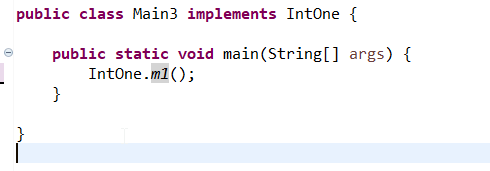 public class Main3 implements IntOne {
public static void main(String[] args) {
IntOne.m1();
}
}